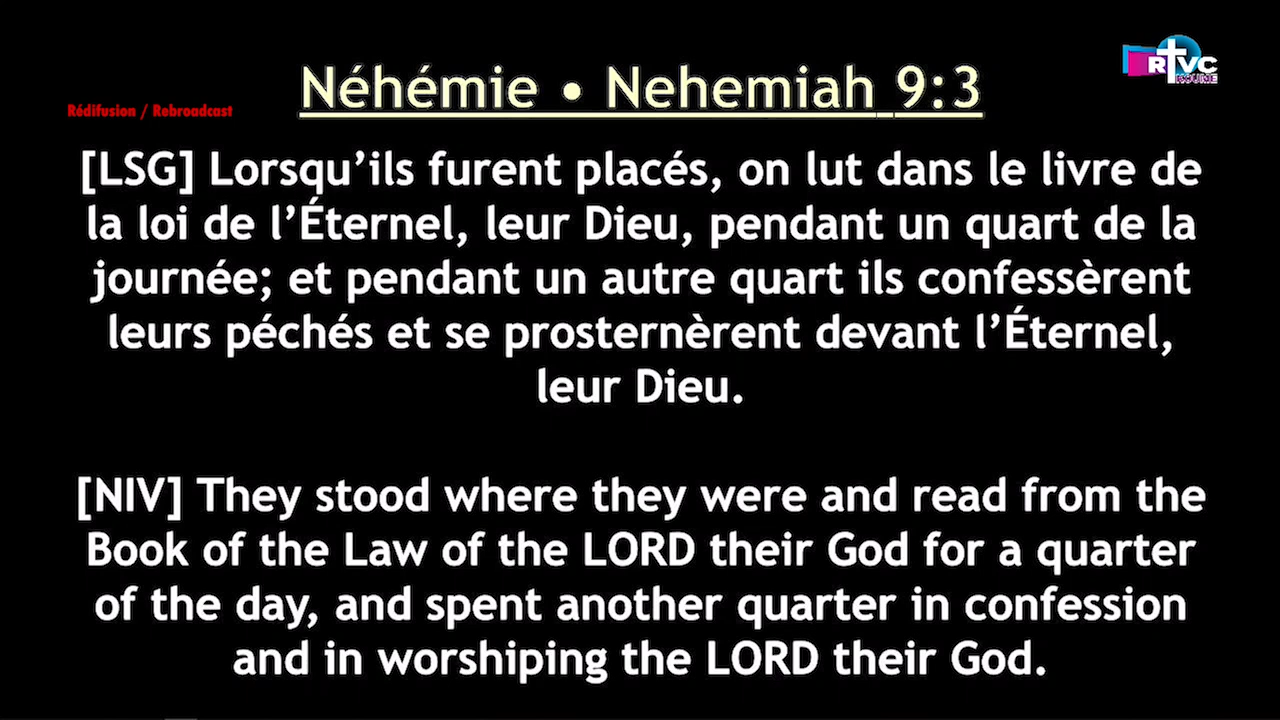 Néhémie • Nehemiah 9:3
RTVC
Rédifusion / Rebroadcast
[LSG] Lorsqu’ils furent placés, on lut dans le livre de
la loi de l’Éternel, leur Dieu, pendant un quart de la
journée; et pendant un autre quart ils confessèrent
leurs péchés et se prosternèrent devant l’Éternel,
leur Dieu.
[NIV] They stood where they were and read from the
Book of the Law of the LORD their God for a quarter
of the day, and spent another quarter in confession
and in worshiping the LORD their God.